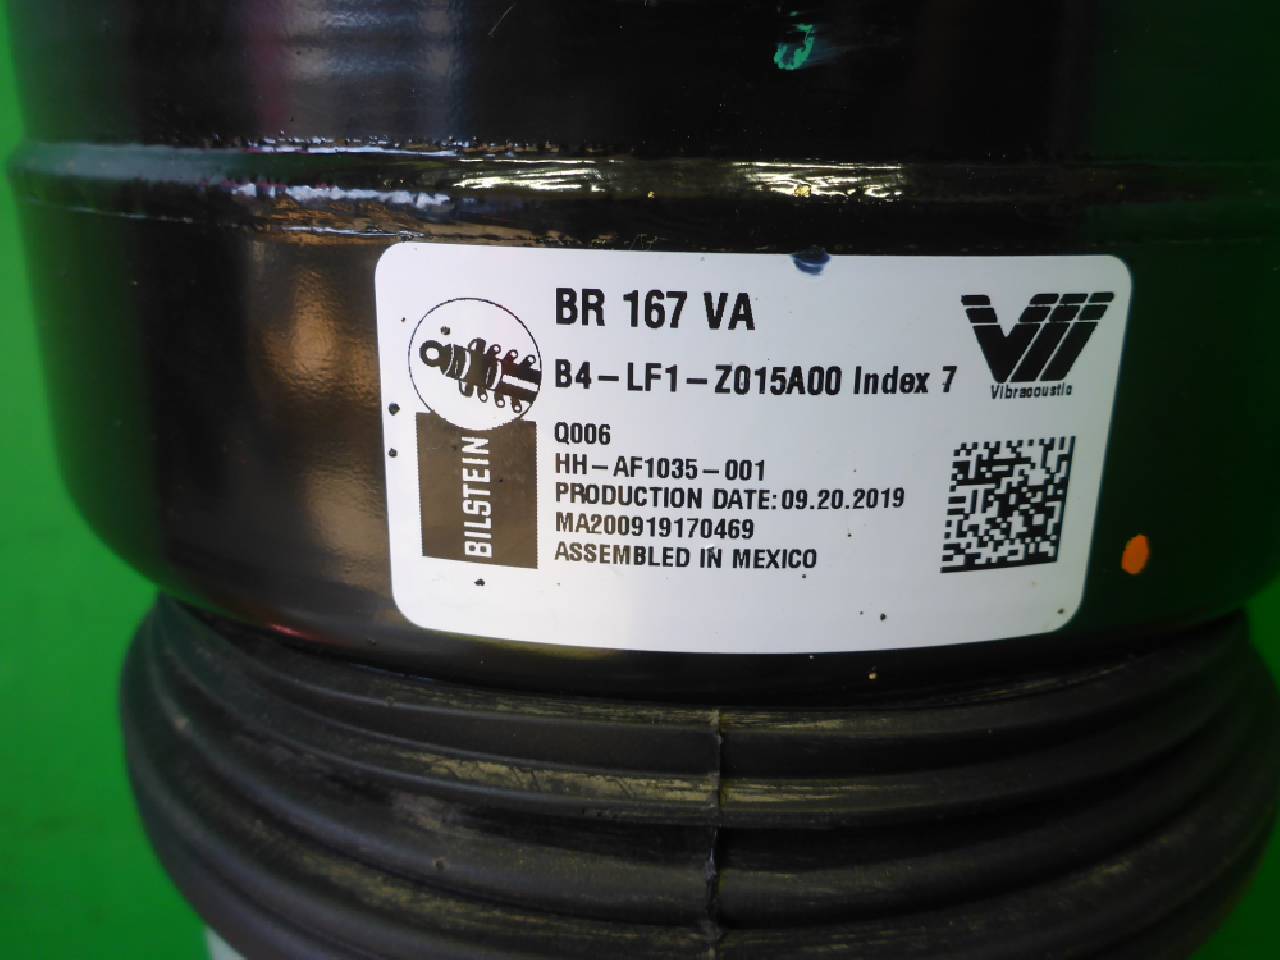 BR 167 VA
B4-LF1-Z015A00 Index 7
Vibracoustic
Q006
HH-AF1035-001
PRODUCTION DATE: 09.20.2019
MA200919170469
ASSEMBLED IN MEXICO
BILSTEIN